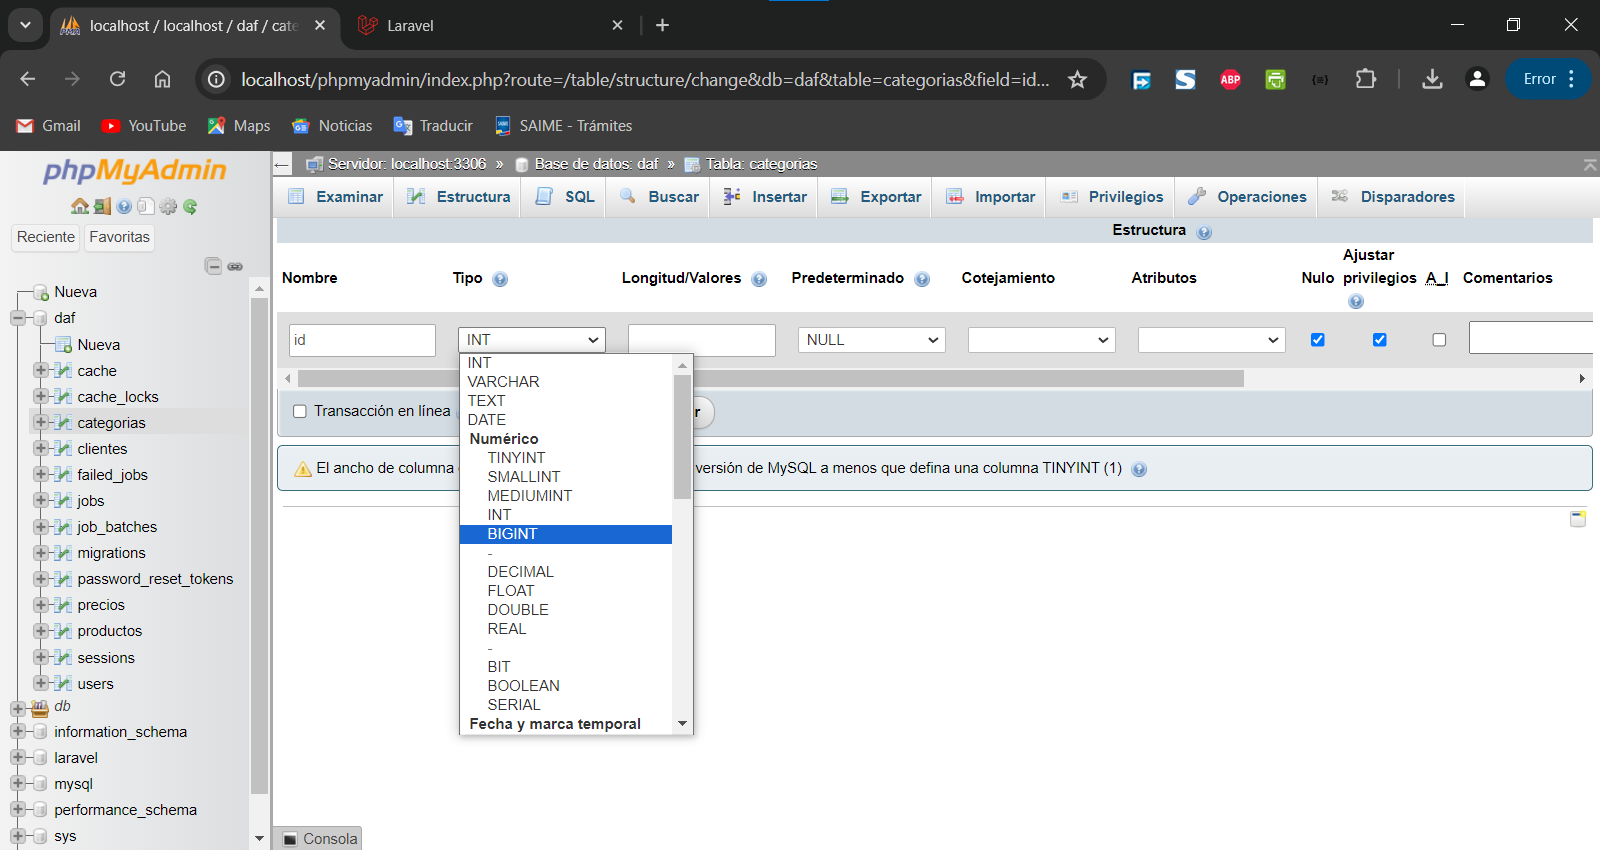 localhost / localhost / daf / cate
Laravel
localhost/phpmyadmin/index.php?route=/table/structure/change&db=daf&table=categorias&field=id...
ABP
Error
Gmail
YouTube
Maps
Noticias
Traducir
SAIME - Trámites
phpMyAdmin
Servidor: localhost:3306 » Base de datos: daf » Tabla: categorias
Examinar
Estructura
SQL
Buscar
Insertar
Exportar
Importar
Privilegios
Operaciones
Disparadores
Reciente
Favoritas
Nueva
daf
Nueva
cache
cache_locks
categorias
clientes
failed_jobs
jobs
job_batches
migrations
password_reset_tokens
precios
productos
sessions
users
db
information_schema
laravel
mysql
performance_schema
sys
Estructura
Nombre
Tipo
Longitud/Valores
Predeterminado
Cotejamiento
Atributos
Nulo
Ajustar privilegios
A_I
Comentarios
id
INT
NULL
INT
VARCHAR
TEXT
DATE
Numérico
TINYINT
SMALLINT
MEDIUMINT
INT
BIGINT
-
DECIMAL
FLOAT
DOUBLE
REAL
-
BIT
BOOLEAN
SERIAL
Fecha y marca temporal
Transacción en línea
r
El ancho de columna
versión de MySQL a menos que defina una columna TINYINT (1)
Consola